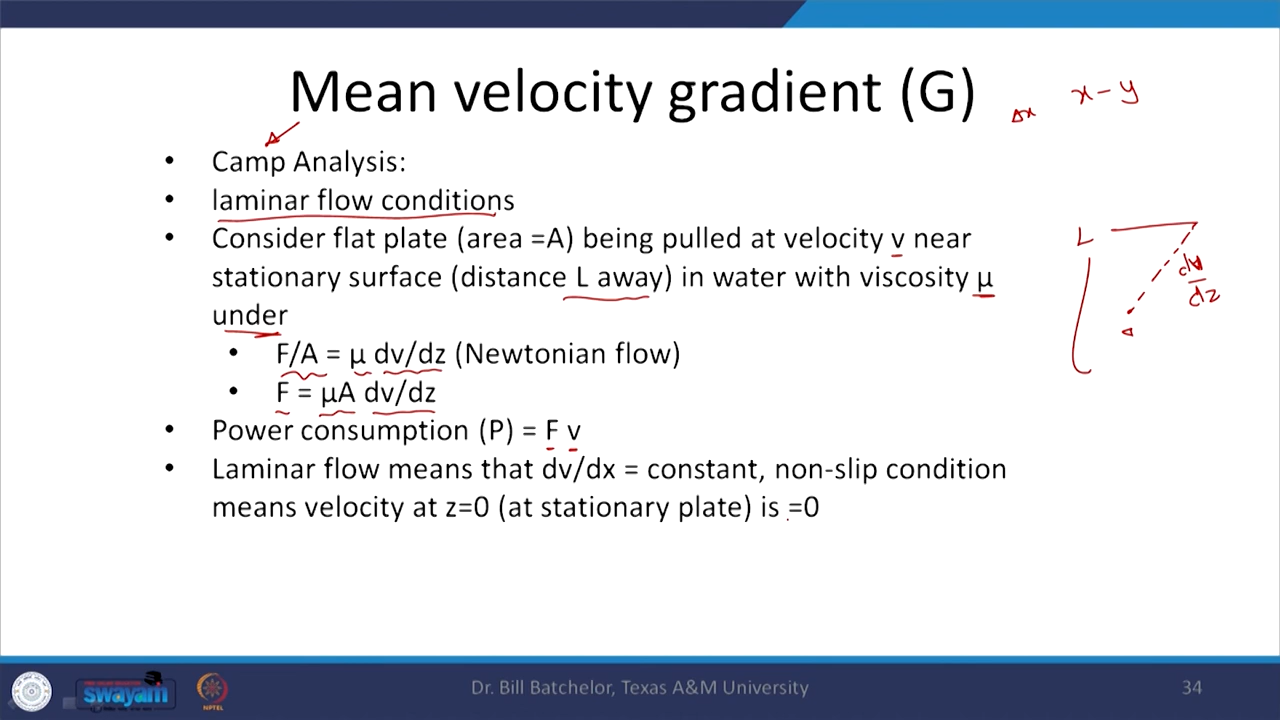 Mean velocity gradient (G)
Δx
x - y
• Camp Analysis:
• laminar flow conditions
• Consider flat plate (area =A) being pulled at velocity v near
stationary surface (distance L away) in water with viscosity μ
under
• F/A = μ dv/dz (Newtonian flow)
• F = μA dv/dz
• Power consumption (P) = F v
• Laminar flow means that dv/dx = constant, non-slip condition
means velocity at z=0 (at stationary plate) is =0
L
dv
dz
swayam
NPTEL
Dr. Bill Batchelor, Texas A&M University
34